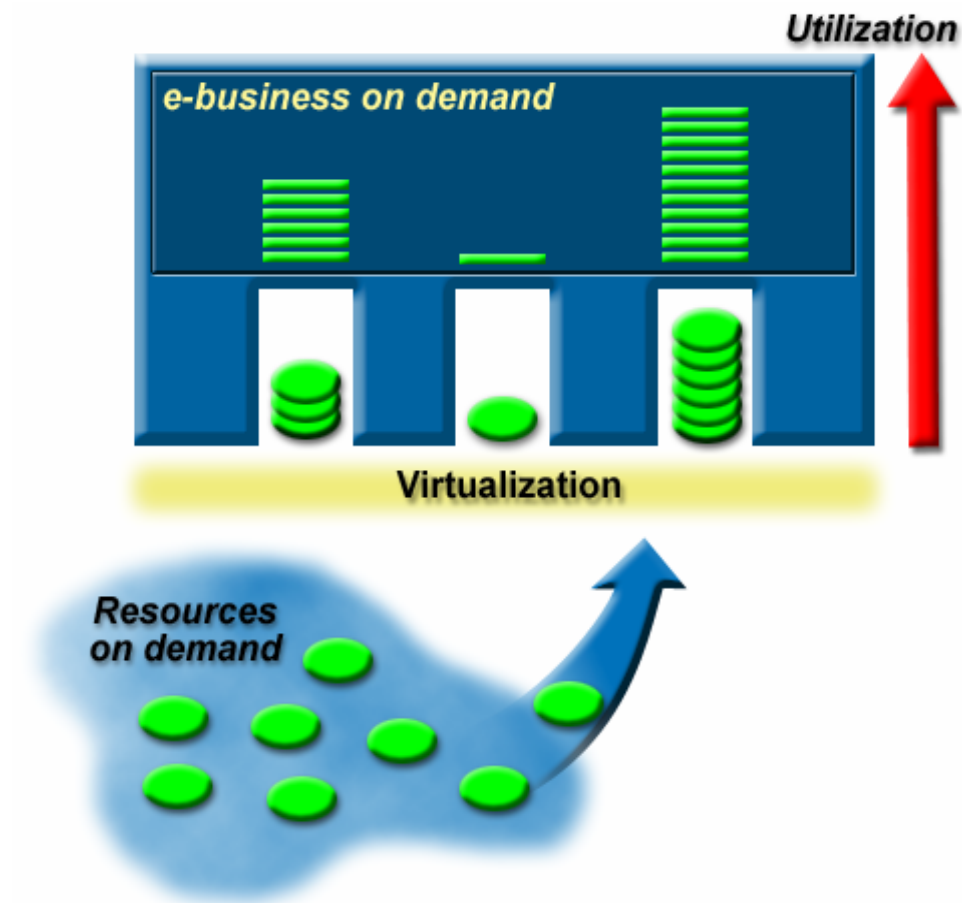 Utilization
e-business on demand
Virtualization
Resources
on demand